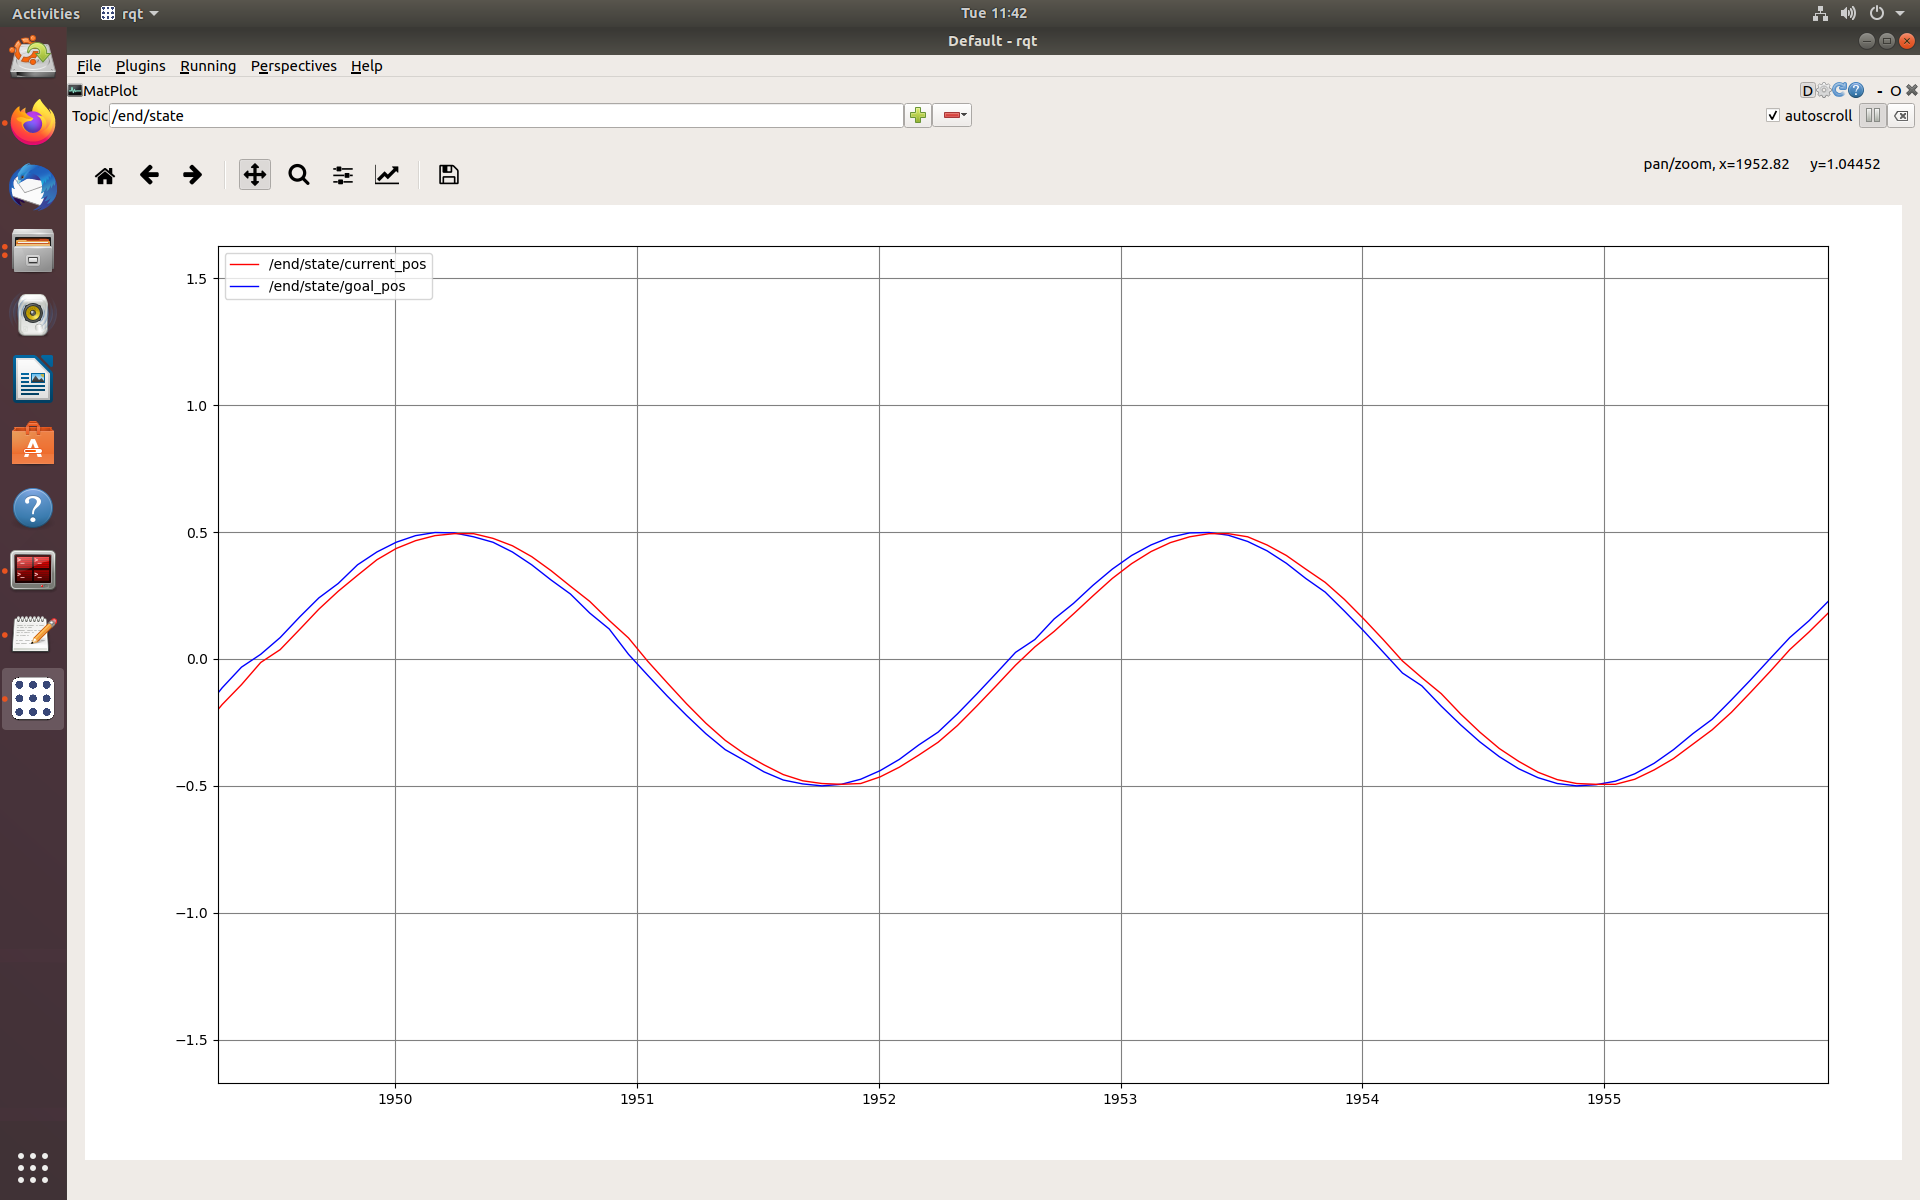 Activities rqt Tue 11:42
Default - rqt
File Plugins Running Perspectives Help
MatPlot D - O
Topic /end/state autoscroll
pan/zoom, x=1952.82 y=1.04452
/end/state/current_pos
/end/state/goal_pos
1.5
1.0
0.5
0.0
−0.5
−1.0
−1.5
1950 1951 1952 1953 1954 1955